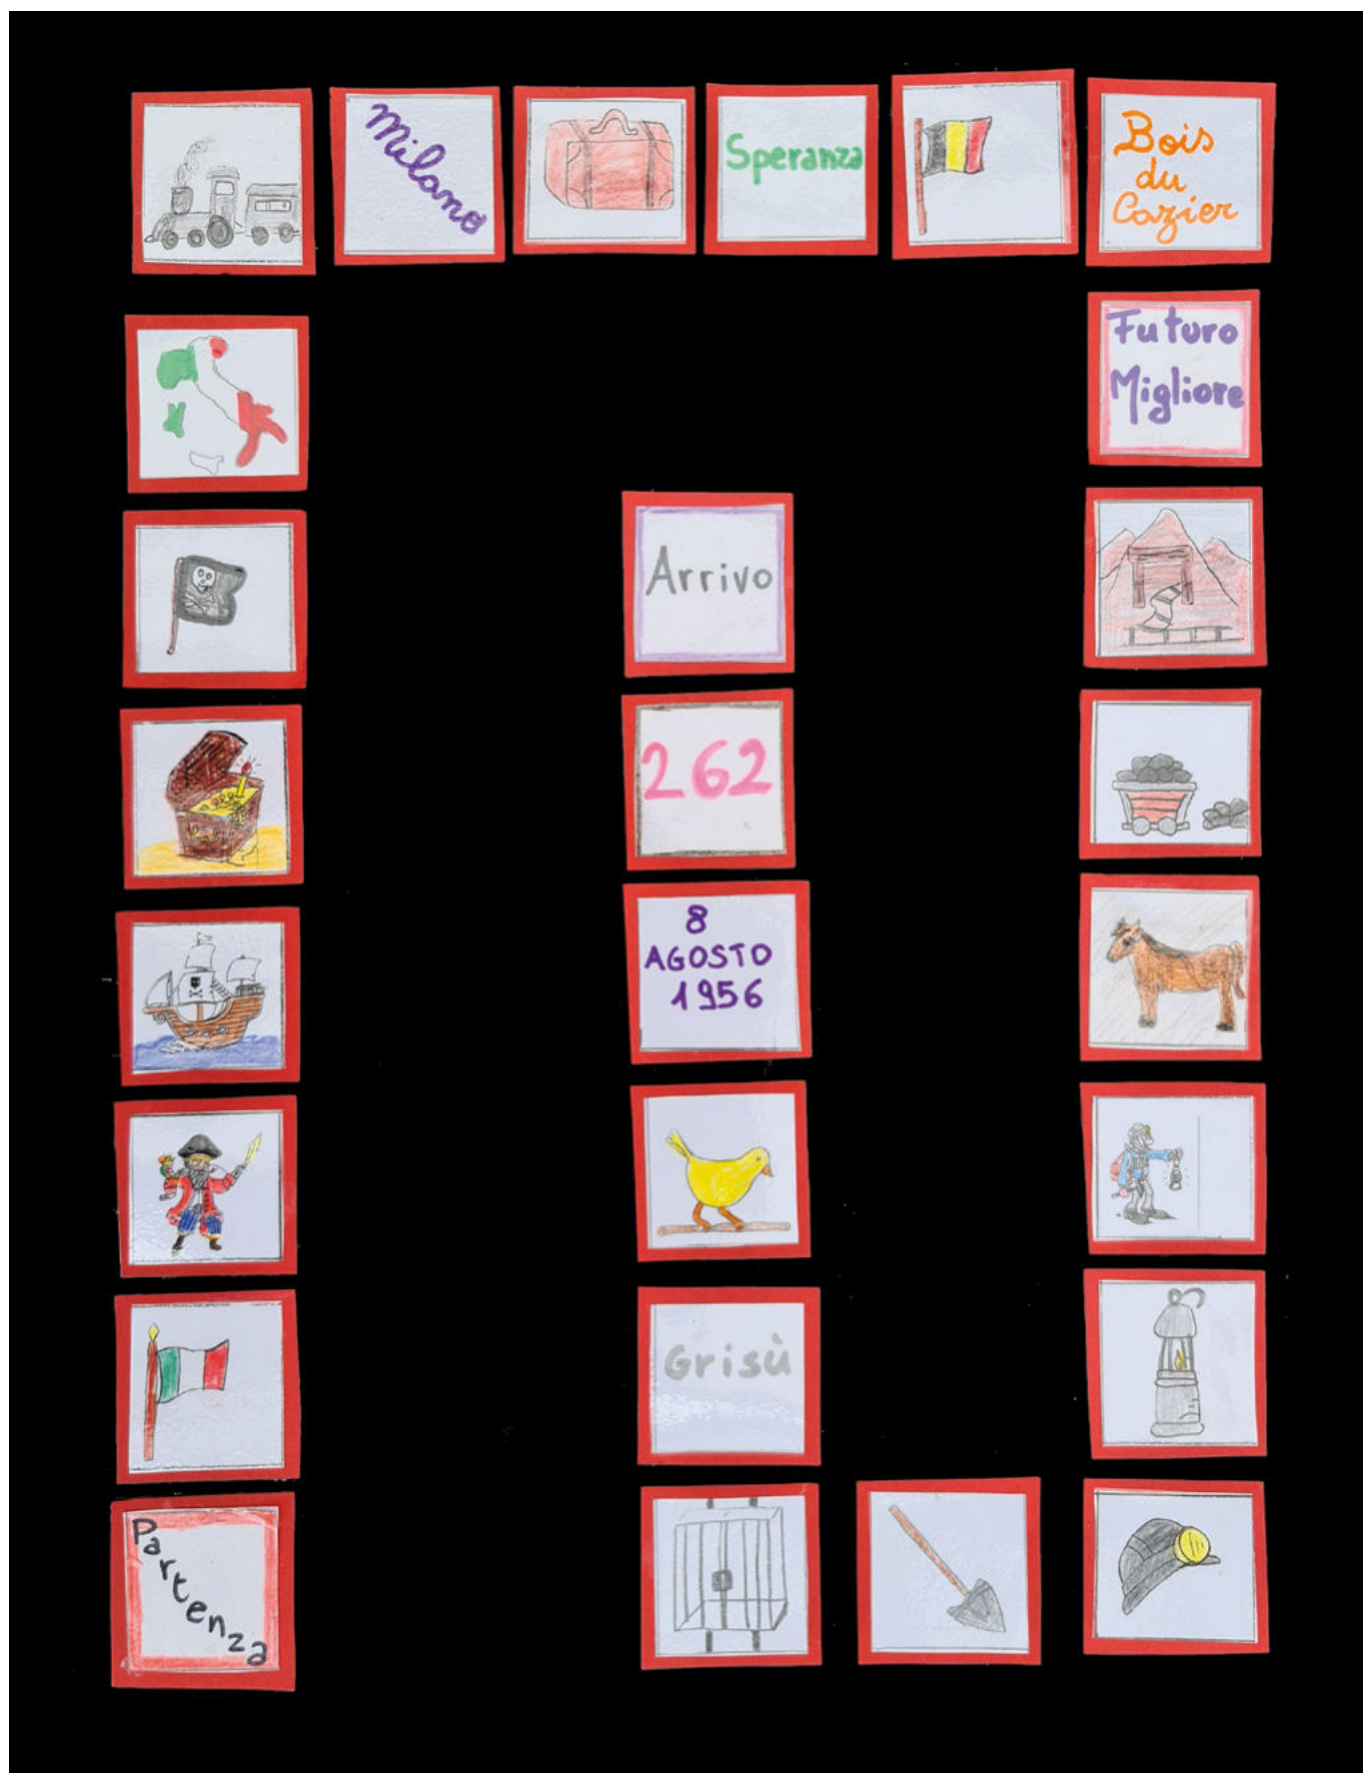 Milano
Speranza
Bois
du
Cazier
Futuro
Migliore
Arrivo
262
8
AGOSTO
1956
Grisù
Partenza